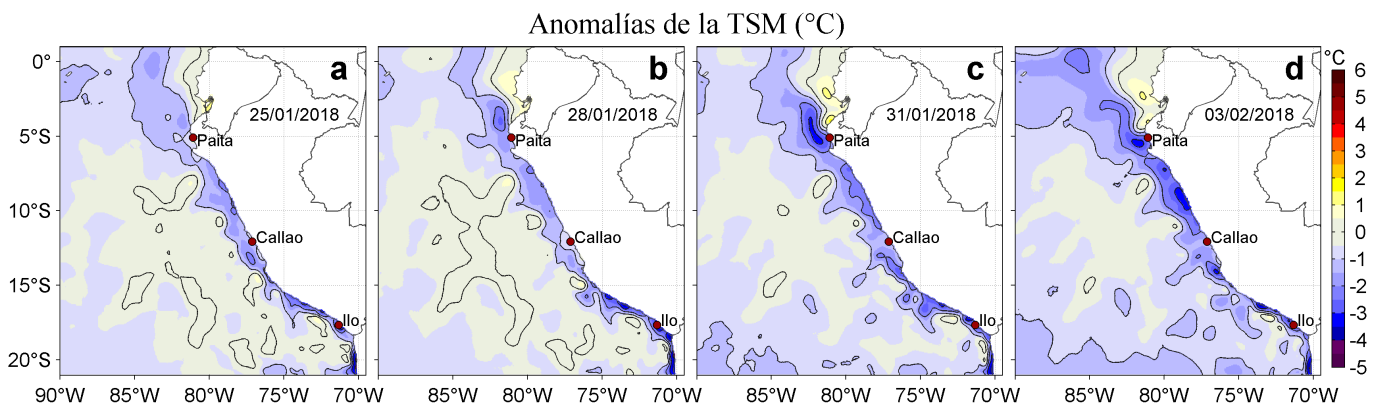 Anomalías de la TSM (°C)
a
b
c
d
°C
25/01/2018
28/01/2018
31/01/2018
03/02/2018
Paita
Paita
Paita
Paita
Callao
Callao
Callao
Callao
Ilo
Ilo
Ilo
Ilo
0°
5°S
10°S
15°S
20°S
90°W 85°W 80°W 75°W 70°W
85°W 80°W 75°W 70°W
85°W 80°W 75°W 70°W
85°W 80°W 75°W 70°W
6
5
4
3
2
1
0
-1
-2
-3
-4
-5